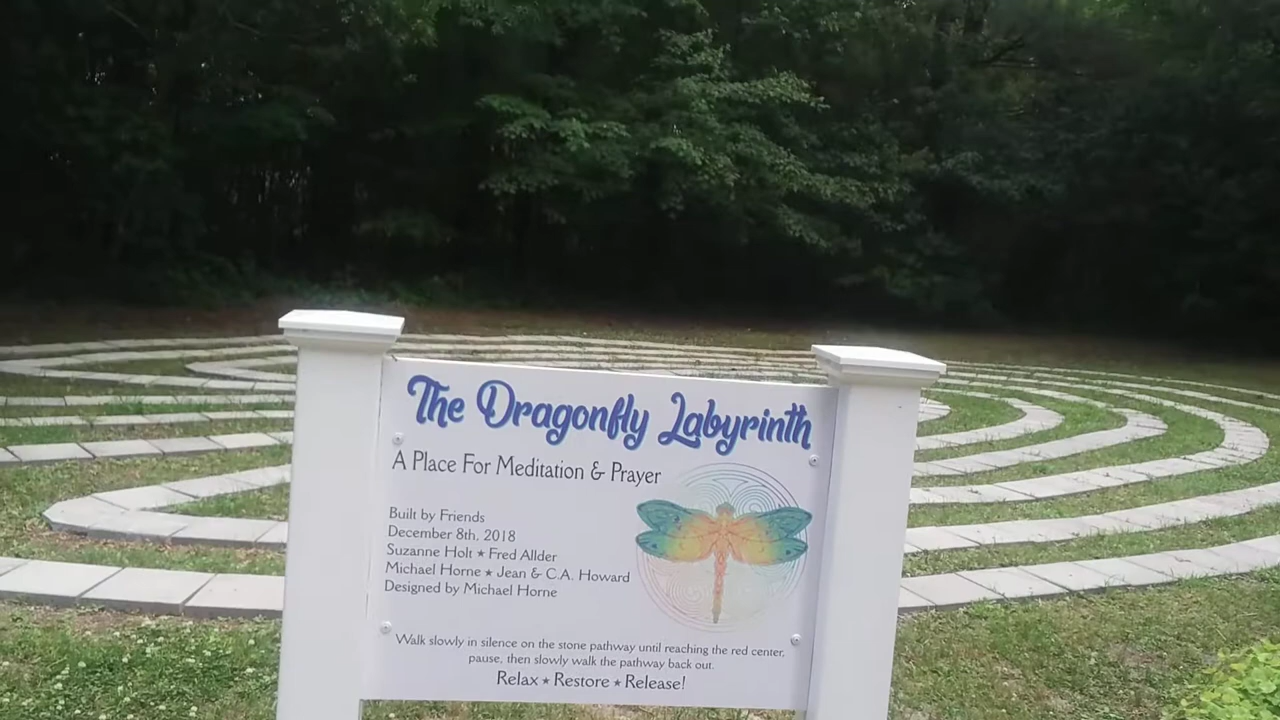 The Dragonfly Labyrinth
A Place For Meditation & Prayer
Built by Friends
December 8th, 2018
Suzanne Holt ★ Fred Allder
Michael Horne ★ Jean & C.A. Howard
Designed by Michael Horne
Walk slowly in silence on the stone pathway until reaching the red center,
pause, then slowly walk the pathway back out.
Relax ★ Restore ★ Release!